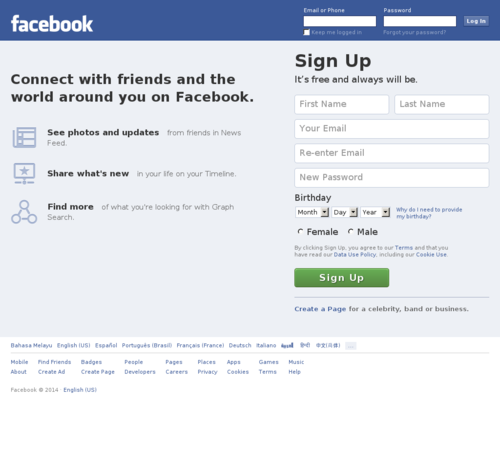 facebook
Email or Phone
Password
Log In
Keep me logged in
Forgot your password?
Connect with friends and the
world around you on Facebook.
See photos and updates from friends in News
Feed.
Share what's new in your life on your Timeline.
Find more of what you're looking for with Graph
Search.
Sign Up
It's free and always will be.
First Name
Last Name
Your Email
Re-enter Email
New Password
Birthday
Month Day Year
Why do I need to provide
my birthday?
Female Male
By clicking Sign Up, you agree to our Terms and that you
have read our Data Use Policy, including our Cookie Use.
Sign Up
Create a Page for a celebrity, band or business.
Bahasa Melayu English (US) Español Português (Brasil) Français (France) Deutsch Italiano العربية हिन्दी 中文(简体) ...
Mobile Find Friends Badges People Pages Places Apps Games Music
About Create Ad Create Page Developers Careers Privacy Cookies Terms Help
Facebook © 2014 · English (US)